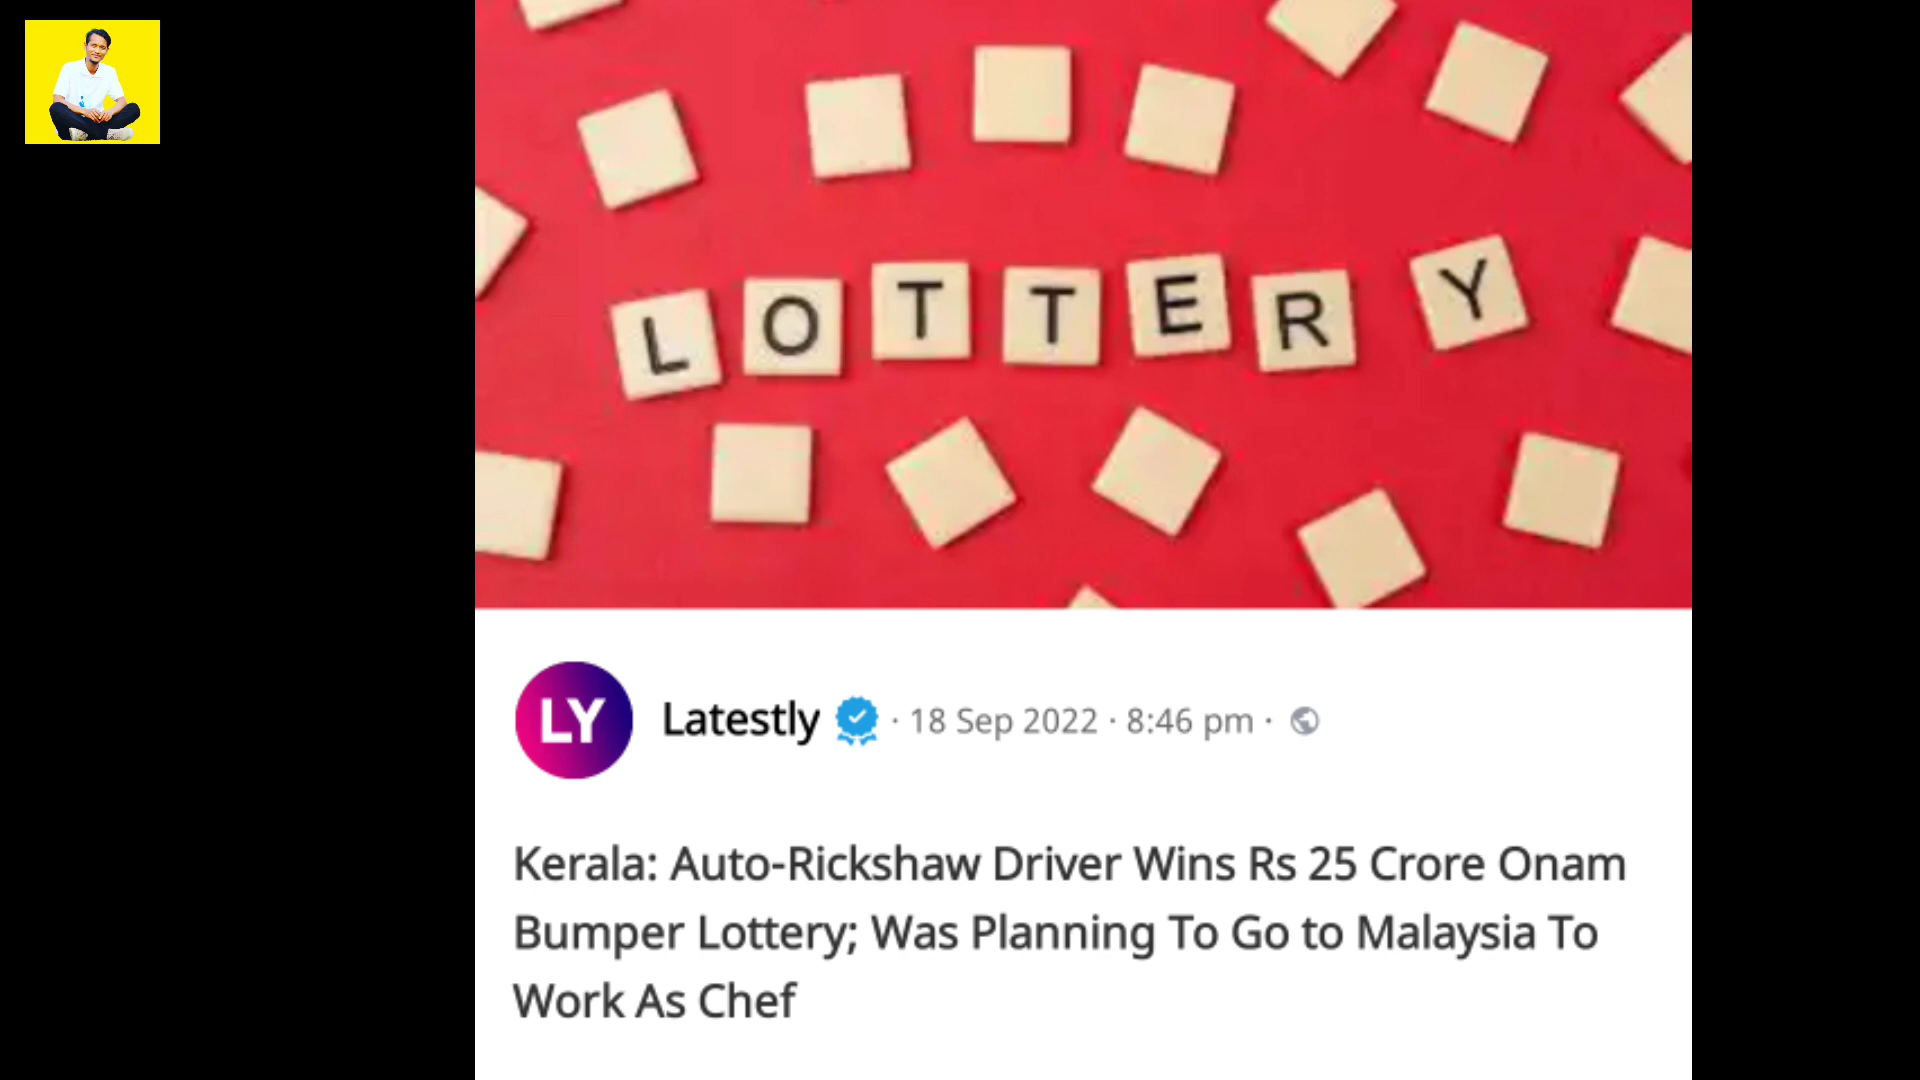 LOTTERY
LY
Latestly · 18 Sep 2022 · 8:46 pm ·
Kerala: Auto-Rickshaw Driver Wins Rs 25 Crore Onam
Bumper Lottery; Was Planning To Go to Malaysia To
Work As Chef